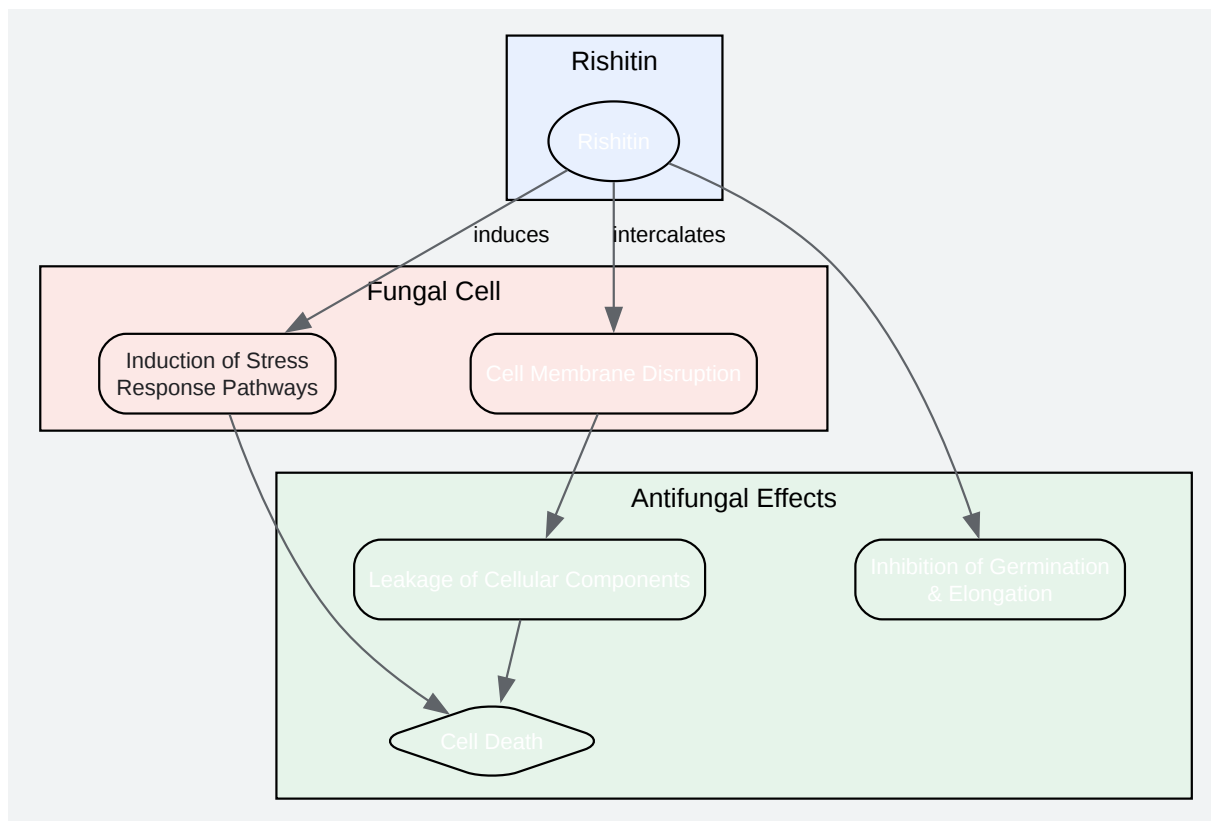 Rishitin
Rishitin
induces
intercalates
Fungal Cell
Induction of Stress
Response Pathways
Cell Membrane Disruption
Antifungal Effects
Leakage of Cellular Components
Inhibition of Germination
& Elongation
Cell Death